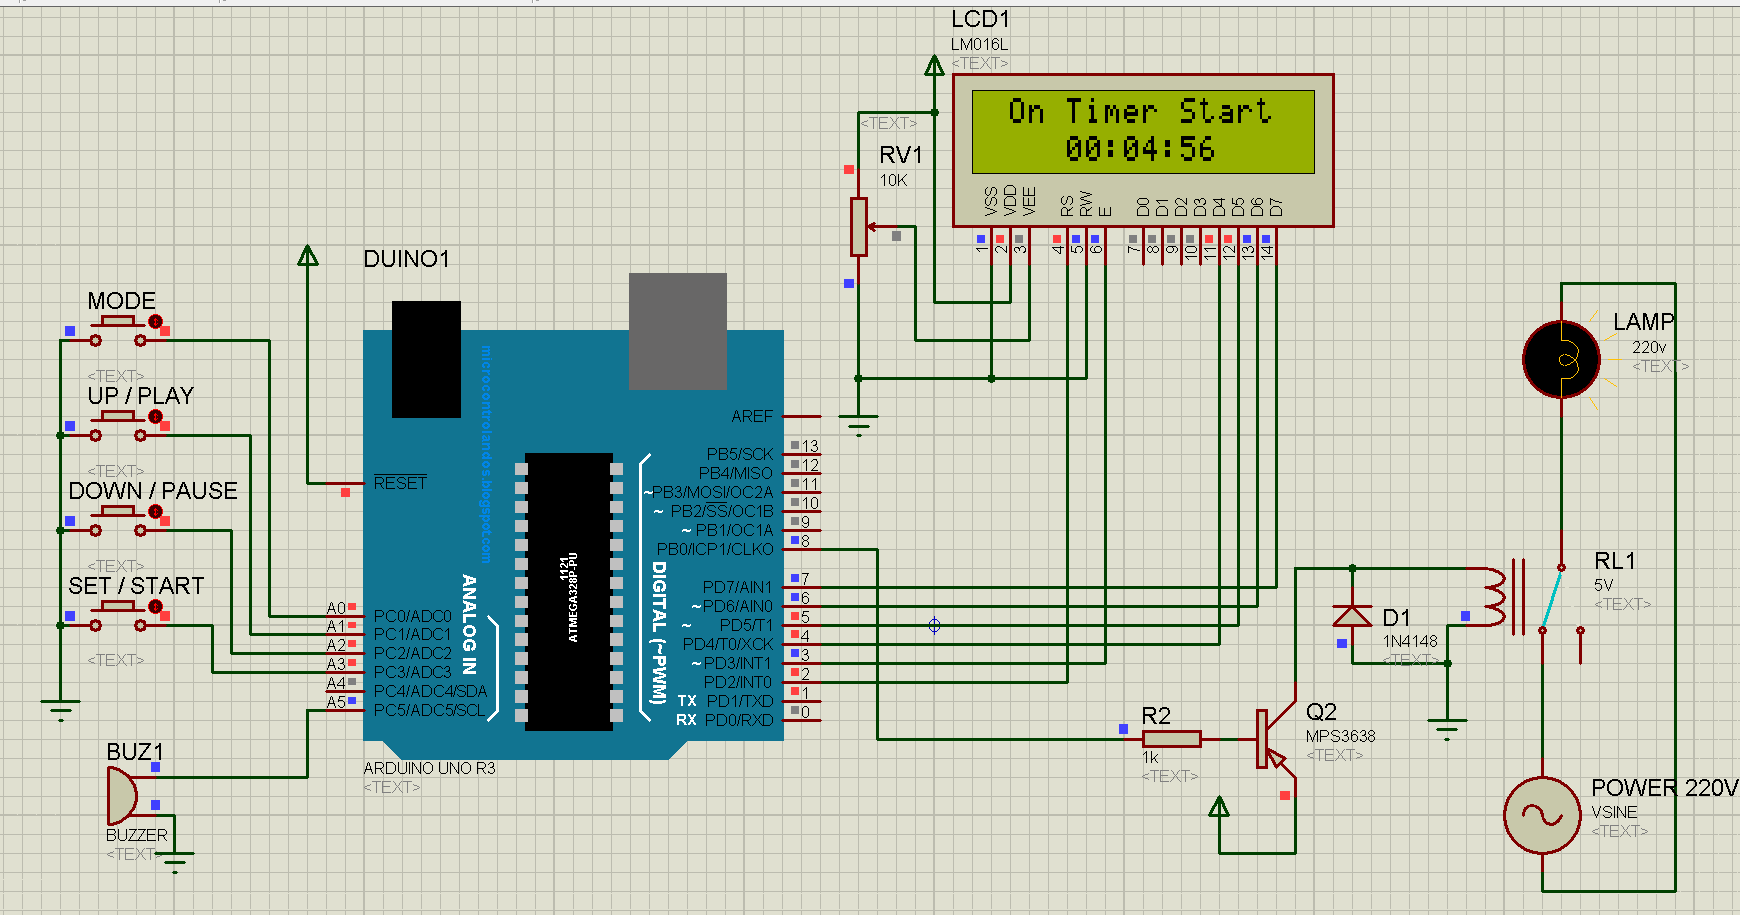 LCD1
LM016L
<TEXT>
On Timer Start
00:04:56
VSS
VDD
VEE
RS
RW
E
D0
D1
D2
D3
D4
D5
D6
D7
1
2
3
4
5
6
7
8
9
10
11
12
13
14
<TEXT>
RV1
10K
DUINO1
MODE
<TEXT>
UP / PLAY
<TEXT>
DOWN / PAUSE
<TEXT>
SET / START
<TEXT>
BUZ1
BUZZER
<TEXT>
microcontrolandos.blogspot.com
RESET
A0 PC0/ADC0
A1 PC1/ADC1
A2 PC2/ADC2
A3 PC3/ADC3
A4 PC4/ADC4/SDA
A5 PC5/ADC5/SCL
ANALOG IN
1121
ATMEGA328P-PU
DIGITAL (~PWM)
AREF
PB5/SCK 13
PB4/MISO 12
~PB3/MOSI/OC2A 11
~ PB2/SS/OC1B 10
~ PB1/OC1A 9
PB0/ICP1/CLKO 8
PD7/AIN1 7
~PD6/AIN0 6
~ PD5/T1 5
PD4/T0/XCK 4
~PD3/INT1 3
PD2/INT0 2
TX PD1/TXD 1
RX PD0/RXD 0
ARDUINO UNO R3
<TEXT>
LAMP
220v
<TEXT>
RL1
5V
<TEXT>
D1
1N4148
<TEXT>
R2
1k
<TEXT>
Q2
MPS3638
<TEXT>
POWER 220V
VSINE
<TEXT>